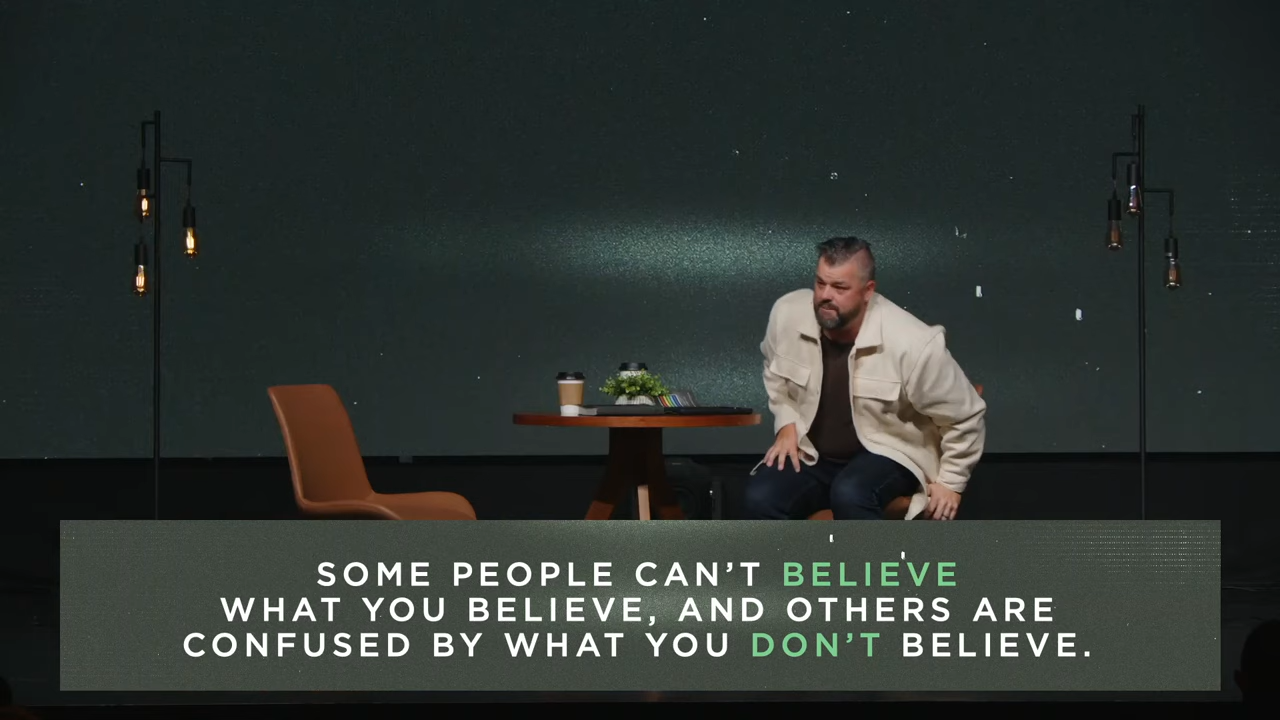 SOME PEOPLE CAN'T BELIEVE
WHAT YOU BELIEVE, AND OTHERS ARE
CONFUSED BY WHAT YOU DON'T BELIEVE.